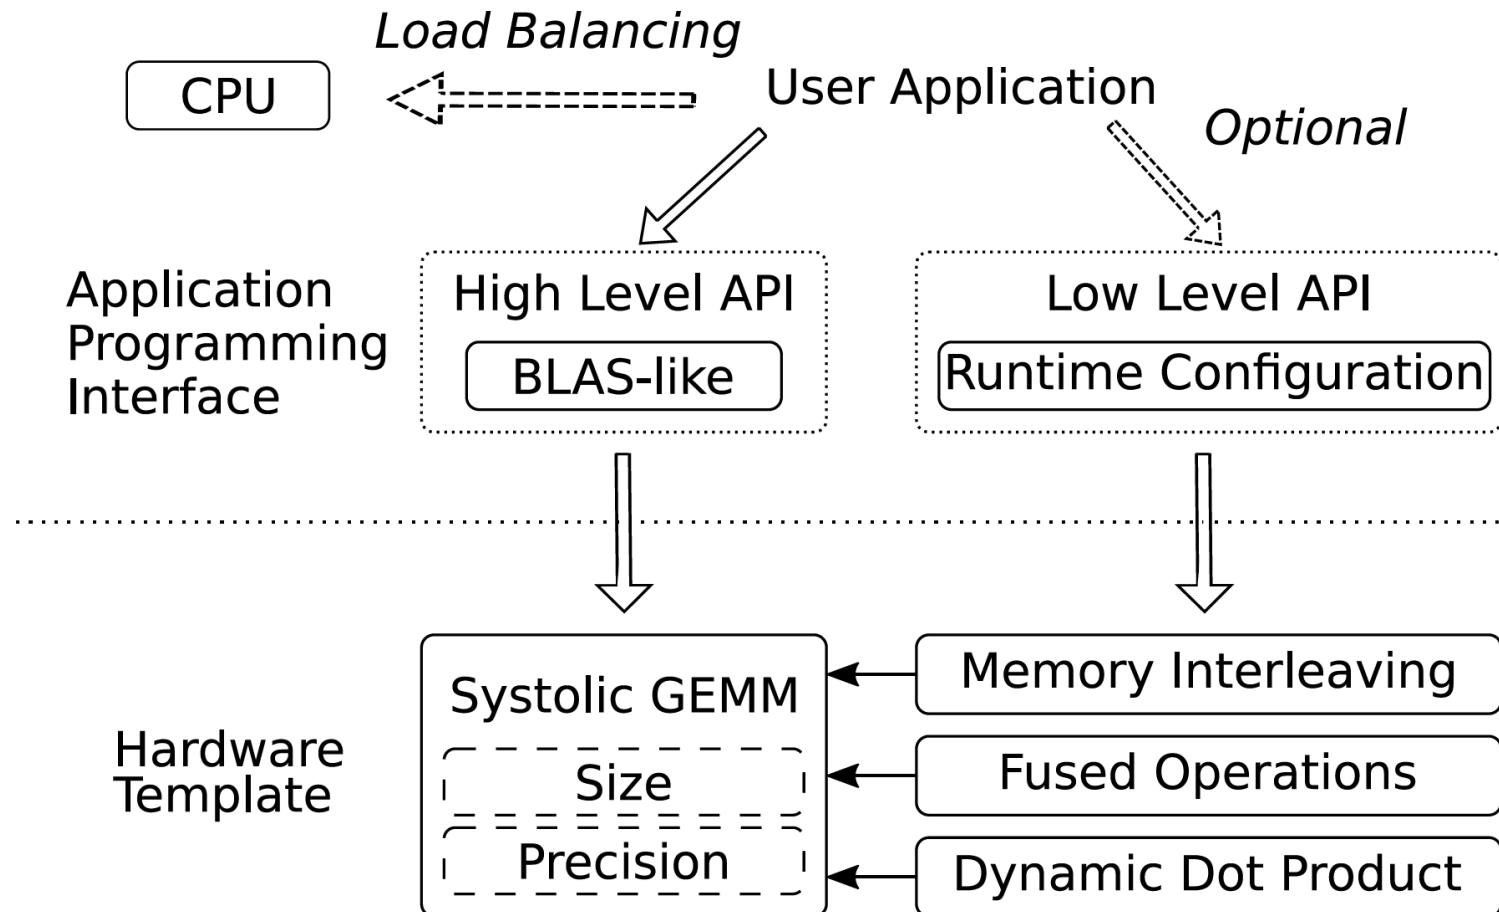 Load Balancing
CPU
User Application
Optional
Application
Programming
Interface
High Level API
BLAS-like
Low Level API
Runtime Configuration
Hardware
Template
Systolic GEMM
Size
Precision
Memory Interleaving
Fused Operations
Dynamic Dot Product